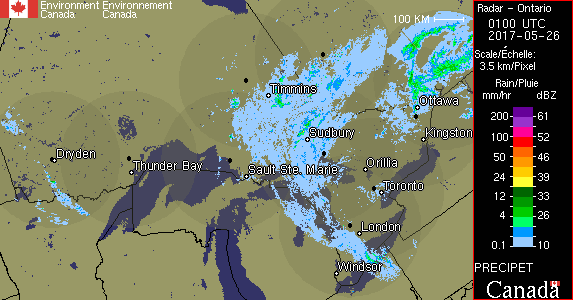 Environment Environnement
Canada Canada
100 KM
Timmins
Ottawa
Sudbury
Kingston
Dryden
Thunder Bay
Sault Ste. Marie
Orillia
Toronto
London
Windsor
Radar - Ontario
0100 UTC
2017-05-26
Scale/Échelle:
3.5 km/Pixel
Rain/Pluie
mm/hr dBZ
200 61
100 52
50 46
24 39
12 33
4 26
0.1 10
PRECIPET
Canada